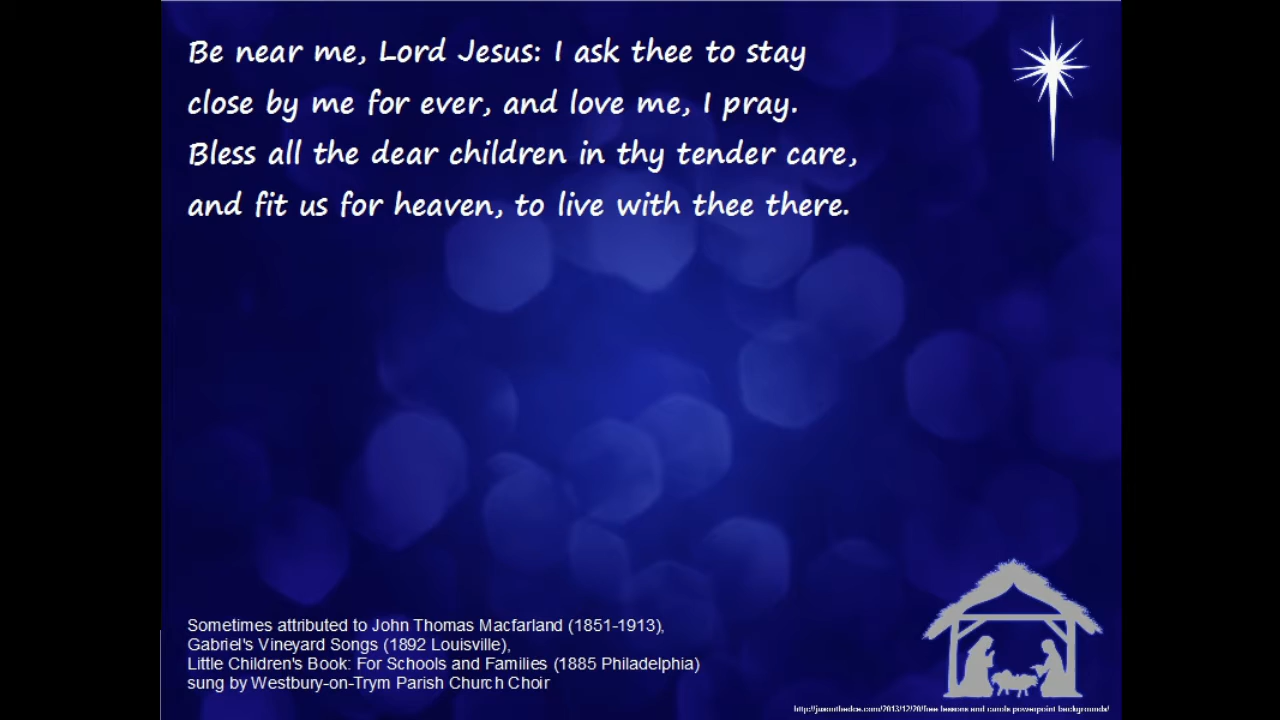 Be near me, Lord Jesus: I ask thee to stay
close by me for ever, and love me, I pray.
Bless all the dear children in thy tender care,
and fit us for heaven, to live with thee there.
Sometimes attributed to John Thomas Macfarland (1851-1913),
Gabriel's Vineyard Songs (1892 Louisville),
Little Children's Book: For Schools and Families (1885 Philadelphia)
sung by Westbury-on-Trym Parish Church Choir